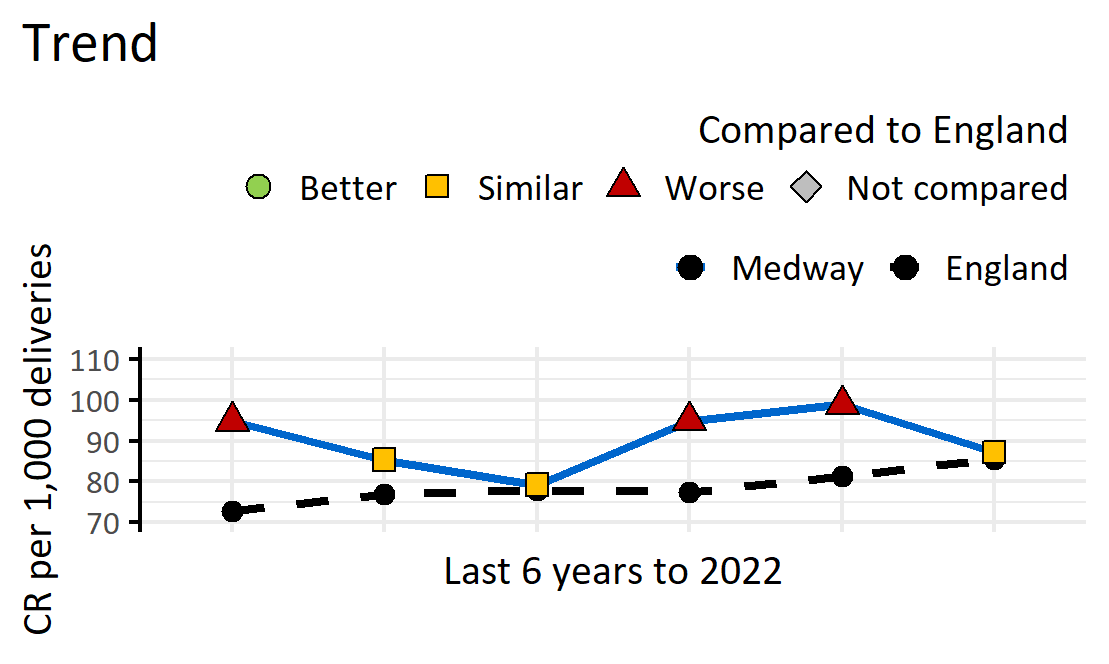 Trend
Compared to England
Better Similar Worse Not compared
Medway England
CR per 1,000 deliveries
110
100
90
80
70
Last 6 years to 2022